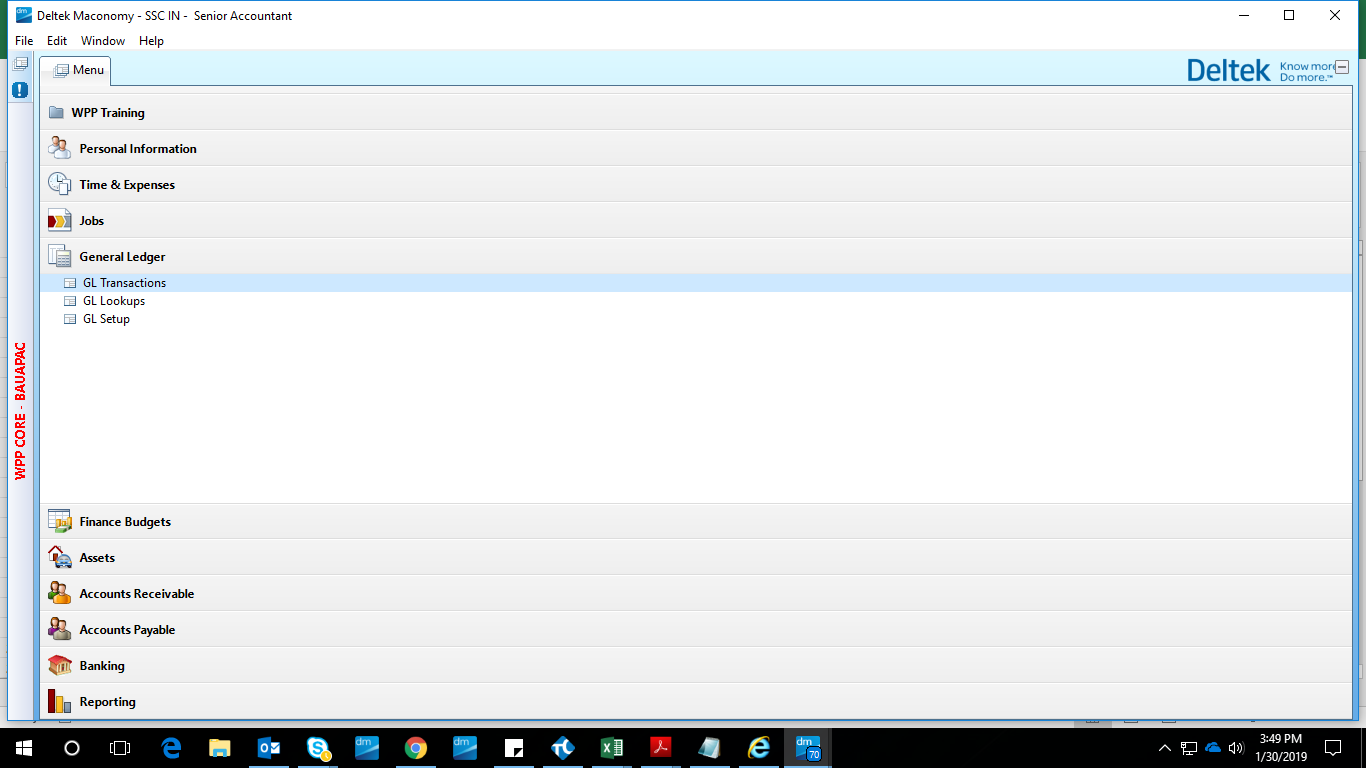 Deltek Maconomy - SSC IN - Senior Accountant
File Edit Window Help
Menu
Deltek Know more
Do more.™
WPP Training
Personal Information
Time & Expenses
Jobs
General Ledger
GL Transactions
GL Lookups
GL Setup
WPP CORE - BAUAPAC
Finance Budgets
Assets
Accounts Receivable
Accounts Payable
Banking
Reporting
dm dm dm 70
3:49 PM
1/30/2019